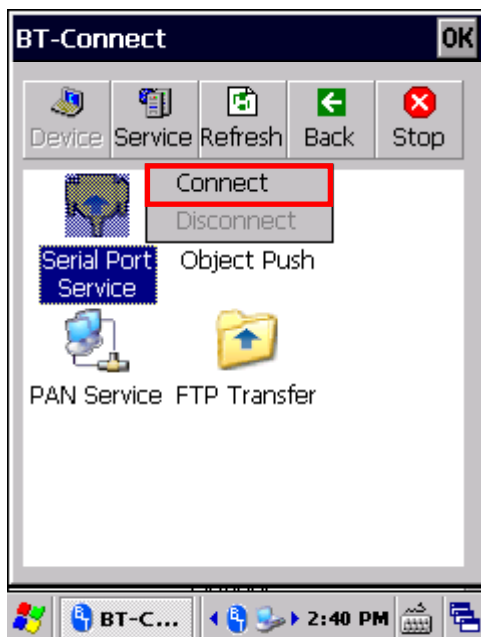 BT-Connect OK
Device Service Refresh Back Stop
Connect
Disconnect
Serial Port Service
Object Push
PAN Service
FTP Transfer
BT-C... 2:40 PM